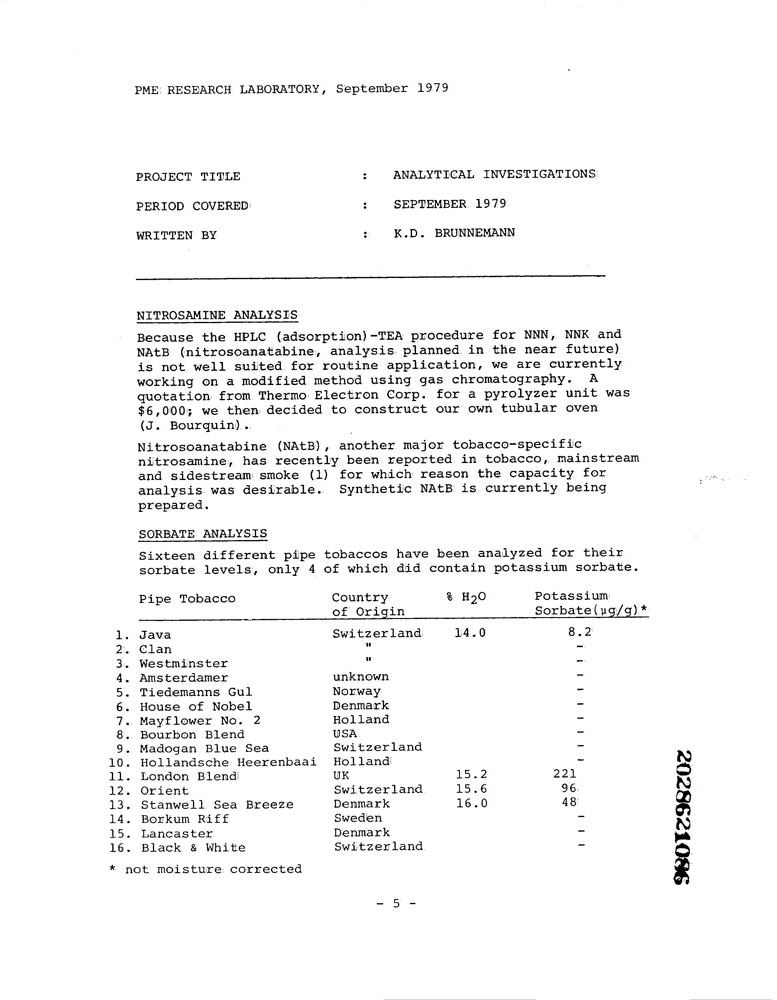 PME RESEARCH LABORATORY, September 1979
PROJECT TITLE : ANALYTICAL INVESTIGATIONS
PERIOD COVERED : SEPTEMBER 1979
WRITTEN BY : K.D. BRUNNEMANN
NITROSAMINE ANALYSIS
Because the HPLC (adsorption)-TEA procedure for NNN, NNK and
NAtB (nitrosoanatabine, analysis planned in the near future)
is not well suited for routine application, we are currently
working on a modified method using gas chromatography. A
quotation from Thermo Electron Corp. for a pyrolyzer unit was
$6,000; we then decided to construct our own tubular oven
(J. Bourquin).
Nitrosoanatabine (NAtB), another major tobacco-specific
nitrosamine, has recently been reported in tobacco, mainstream
and sidestream smoke (1) for which reason the capacity for
analysis was desirable. Synthetic NAtB is currently being
prepared.
SORBATE ANALYSIS
Sixteen different pipe tobaccos have been analyzed for their
sorbate levels, only 4 of which did contain potassium sorbate.
Pipe Tobacco Country % H2O Potassium
of Origin Sorbate(µg/g)*
1. Java Switzerland 14.0 8.2
2. Clan " -
3. Westminster " -
4. Amsterdamer unknown -
5. Tiedemanns Gul Norway -
6. House of Nobel Denmark -
7. Mayflower No. 2 Holland -
8. Bourbon Blend USA -
9. Madogan Blue Sea Switzerland -
10. Hollandsche Heerenbaai Holland -
11. London Blend UK 15.2 221
12. Orient Switzerland 15.6 96
13. Stanwell Sea Breeze Denmark 16.0 48
14. Borkum Riff Sweden -
15. Lancaster Denmark -
16. Black & White Switzerland -
* not moisture corrected
- 5 -
2028621086